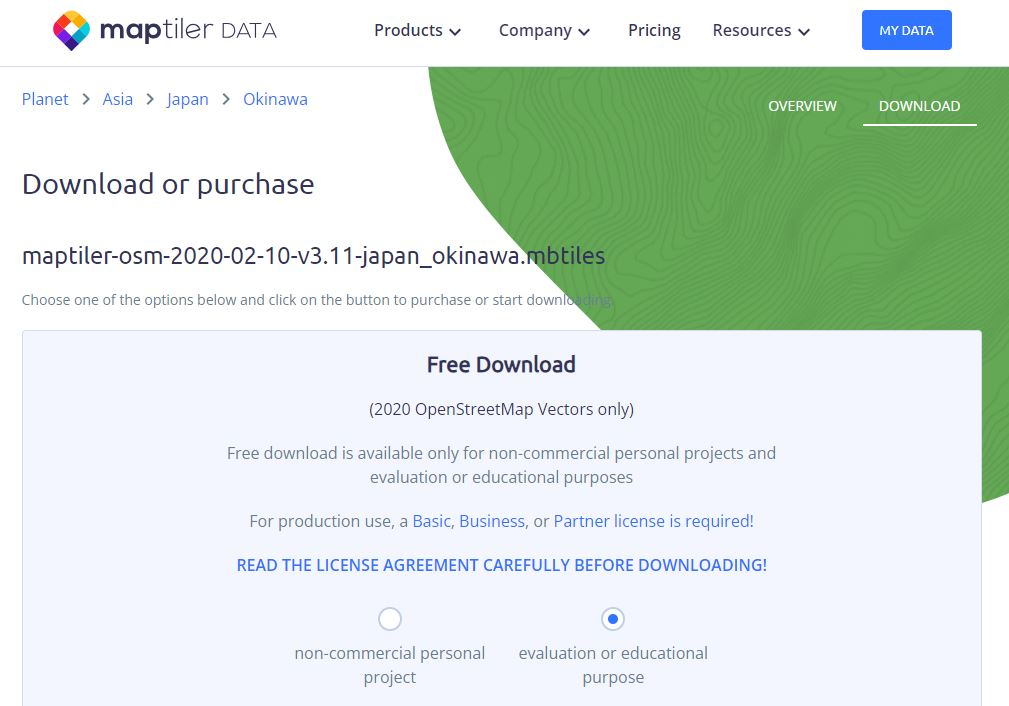 maptiler DATA
Products Company Pricing Resources MY DATA
Planet > Asia > Japan > Okinawa
OVERVIEW DOWNLOAD
Download or purchase
maptiler-osm-2020-02-10-v3.11-japan_okinawa.mbtiles
Choose one of the options below and click on the button to purchase or start downloading.
Free Download
(2020 OpenStreetMap Vectors only)
Free download is available only for non-commercial personal projects and
evaluation or educational purposes
For production use, a Basic, Business, or Partner license is required!
READ THE LICENSE AGREEMENT CAREFULLY BEFORE DOWNLOADING!
non-commercial personal
project
evaluation or educational
purpose